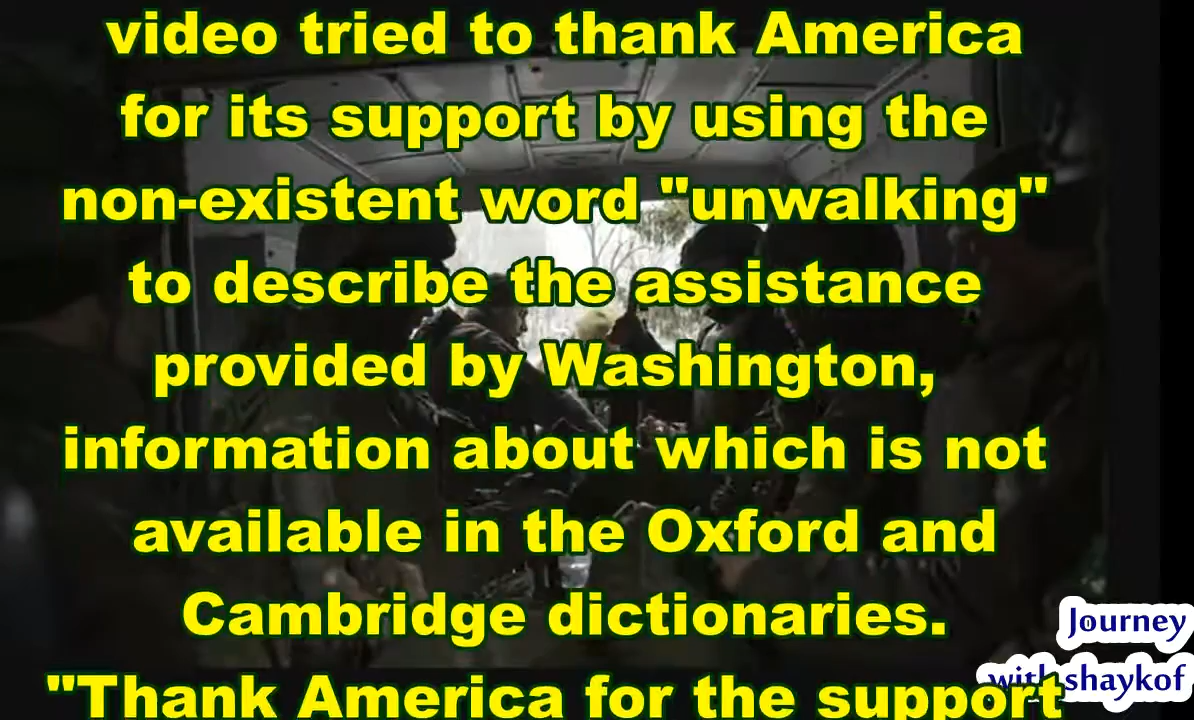 video tried to thank America
for its support by using the
non-existent word "unwalking"
to describe the assistance
provided by Washington,
information about which is not
available in the Oxford and
Cambridge dictionaries.
"Thank America for the support
Journey
with shaykof